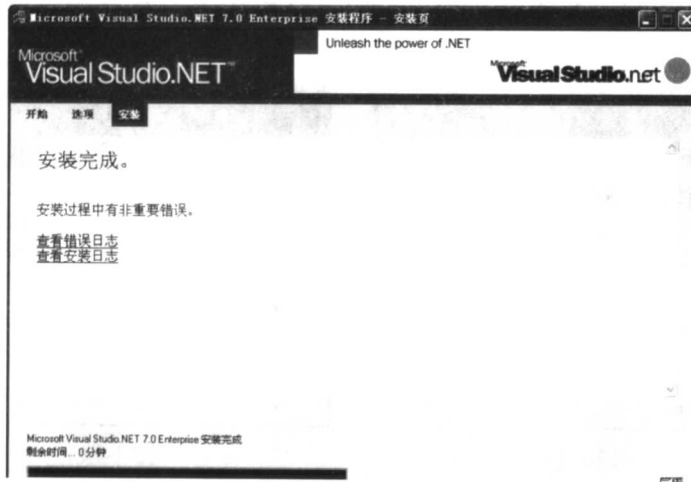 Microsoft Visual Studio.NET 7.0 Enterprise 安装程序 - 安装页
Unleash the power of .NET
Microsoft
Visual Studio.NET™
Microsoft
Visual Studio.net
开始 选项 安装
安装完成。
安装过程中有非重要错误。
查看错误日志
查看安装日志
Microsoft Visual Studio.NET 7.0 Enterprise 安装完成
剩余时间... 0分钟